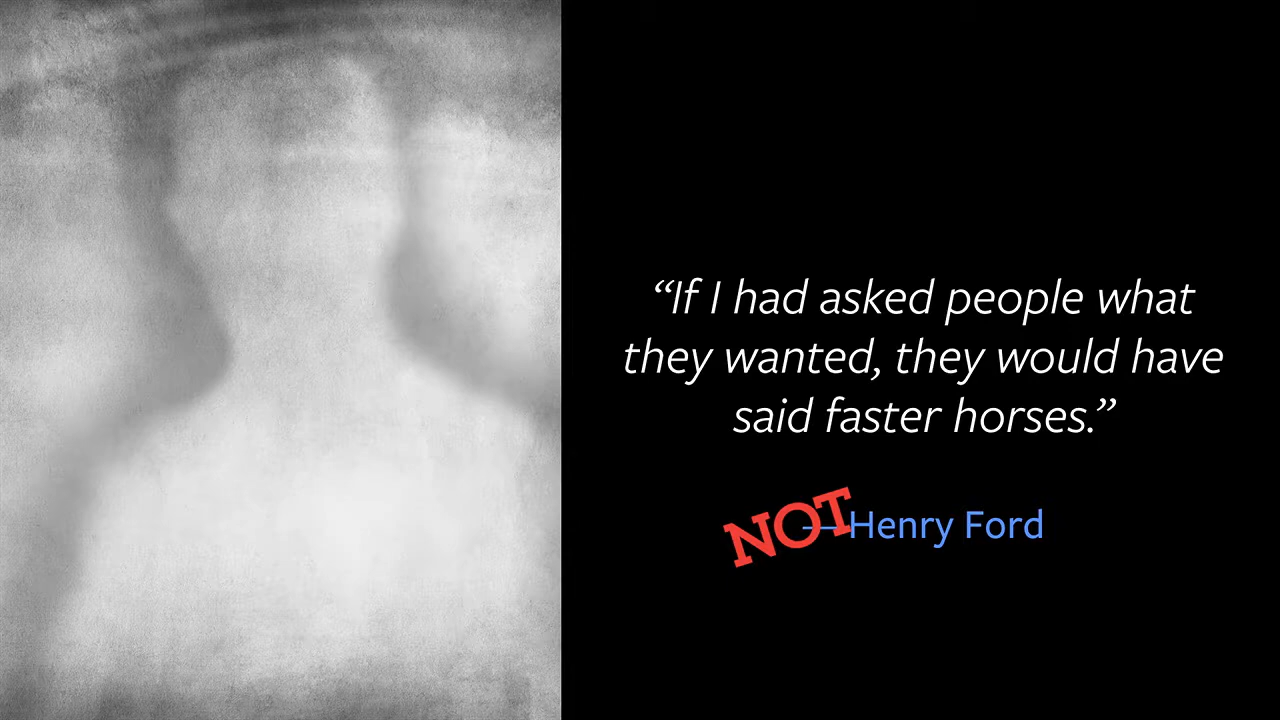 “If I had asked people what
they wanted, they would have
said faster horses.”
NOT — Henry Ford